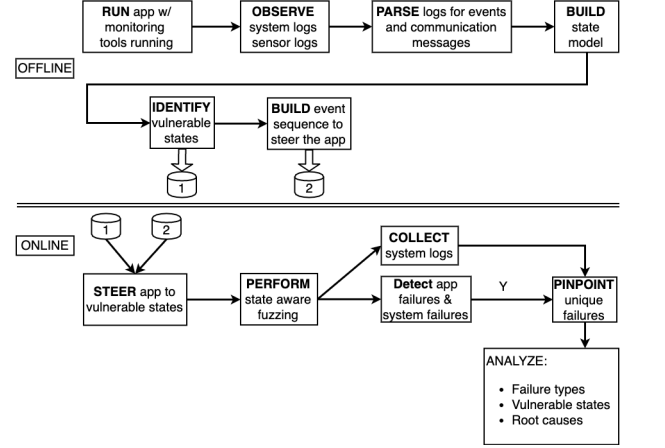 RUN app w/
monitoring
tools running
OBSERVE
system logs
sensor logs
PARSE logs for events
and communication
messages
BUILD
state
model
OFFLINE
IDENTIFY
vulnerable
states
BUILD event
sequence to
steer the app
1
2
ONLINE
1
2
STEER app to
vulnerable states
PERFORM
state aware
fuzzing
COLLECT
system logs
Detect app
failures &
system failures
Y
PINPOINT
unique
failures
ANALYZE:
• Failure types
• Vulnerable states
• Root causes